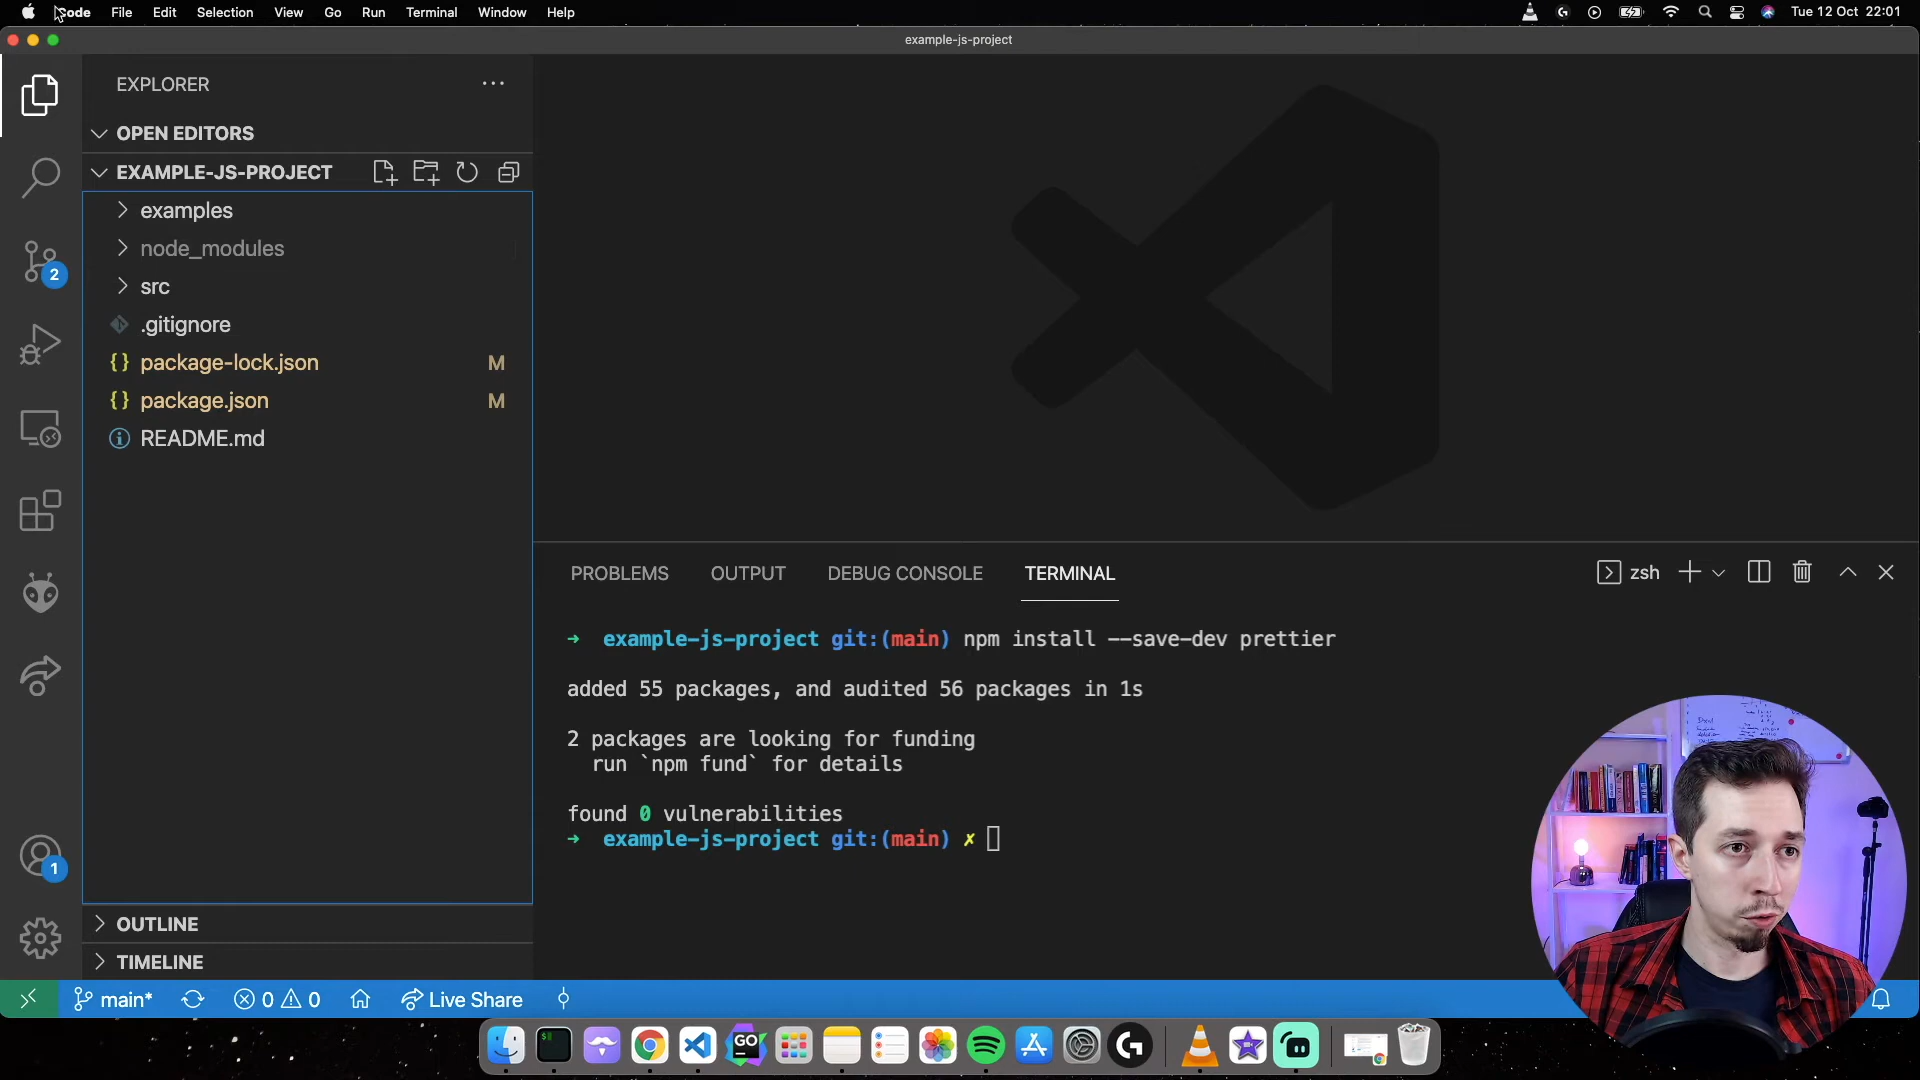 Code File Edit Selection View Go Run Terminal Window Help
Tue 12 Oct 22:01
example-js-project
EXPLORER
OPEN EDITORS
EXAMPLE-JS-PROJECT
examples
node_modules
src
.gitignore
2
{} package-lock.json M
{} package.json M
README.md
PROBLEMS OUTPUT DEBUG CONSOLE TERMINAL
zsh
➜ example-js-project git:(main) npm install --save-dev prettier
added 55 packages, and audited 56 packages in 1s
2 packages are looking for funding
run `npm fund` for details
found 0 vulnerabilities
➜ example-js-project git:(main) ✗
1
OUTLINE
TIMELINE
main* 0 0 Live Share
GO